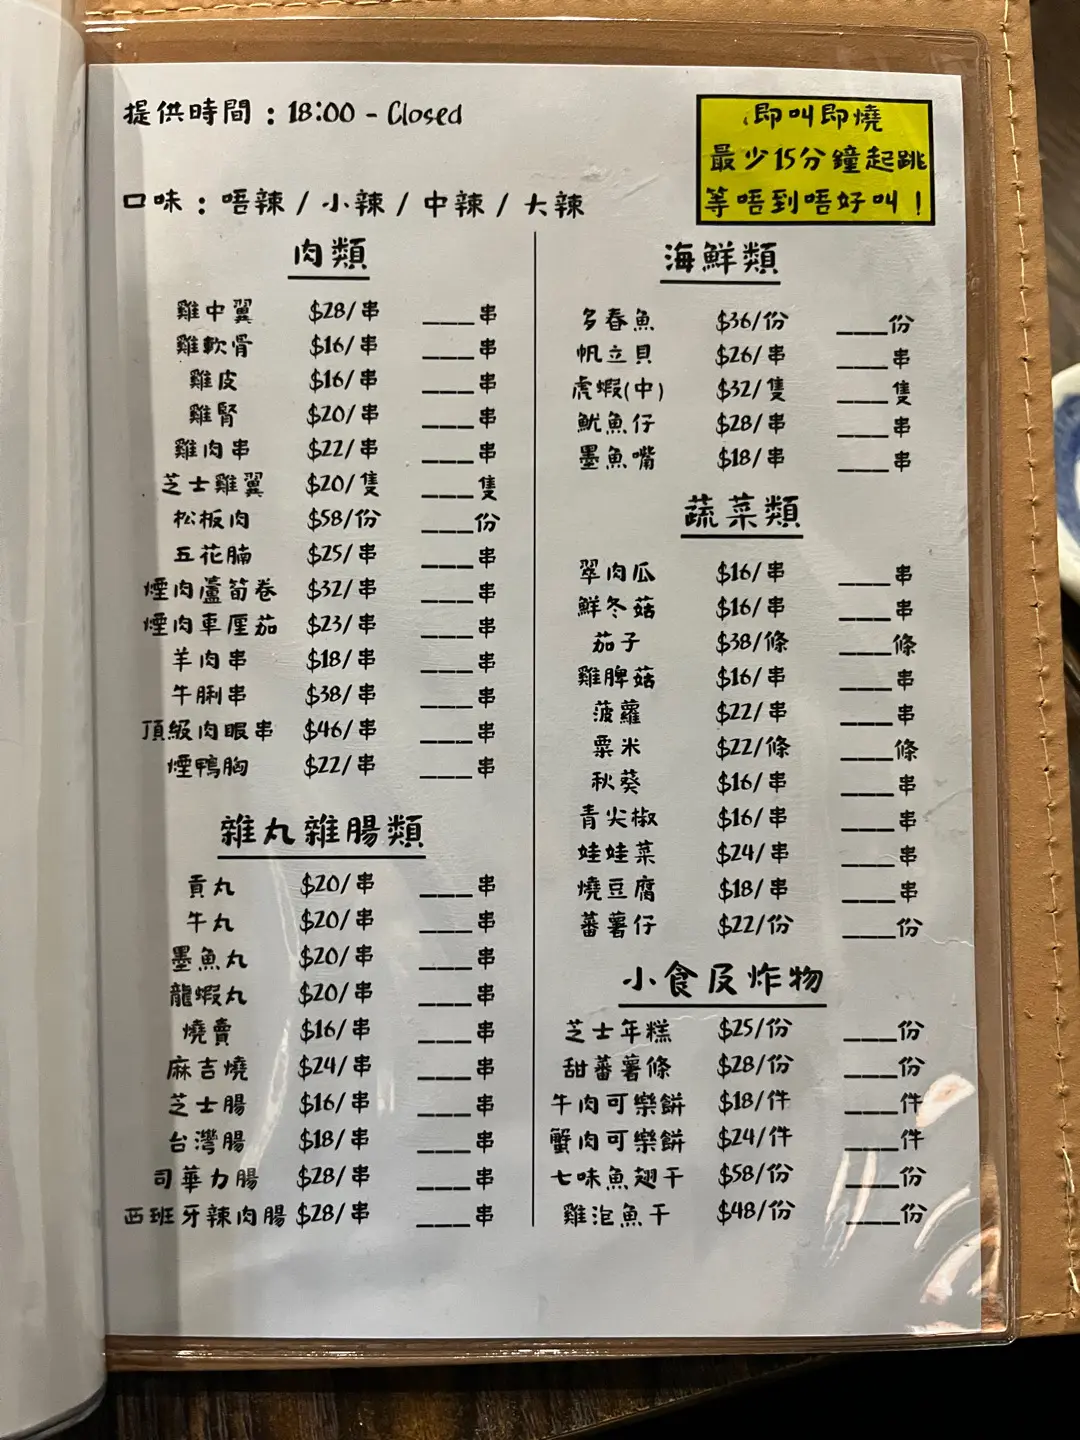 提供時間：18:00 - Closed
即叫即燒
最少15分鐘起跳
等唔到唔好叫！
口味：唔辣 / 小辣 / 中辣 / 大辣
肉類
雞中翼 $28/串 ___串
雞軟骨 $16/串 ___串
雞皮 $16/串 ___串
雞腎 $20/串 ___串
雞肉串 $22/串 ___串
芝士雞翼 $20/隻 ___隻
松板肉 $58/份 ___份
五花腩 $25/串 ___串
煙肉蘆筍卷 $32/串 ___串
煙肉車厘茄 $23/串 ___串
羊肉串 $18/串 ___串
牛脷串 $38/串 ___串
頂級肉眼串 $46/串 ___串
煙鴨胸 $22/串 ___串
雜丸雜腸類
貢丸 $20/串 ___串
牛丸 $20/串 ___串
墨魚丸 $20/串 ___串
龍蝦丸 $20/串 ___串
燒賣 $16/串 ___串
麻吉燒 $24/串 ___串
芝士腸 $16/串 ___串
台灣腸 $18/串 ___串
司華力腸 $28/串 ___串
西班牙辣肉腸 $28/串 ___串
海鮮類
多春魚 $36/份 ___份
帆立貝 $26/串 ___串
虎蝦(中) $32/隻 ___隻
魷魚仔 $28/串 ___串
墨魚嘴 $18/串 ___串
蔬菜類
翠肉瓜 $16/串 ___串
鮮冬菇 $16/串 ___串
茄子 $38/條 ___條
雞脾菇 $16/串 ___串
菠蘿 $22/串 ___串
粟米 $22/條 ___條
秋葵 $16/串 ___串
青尖椒 $16/串 ___串
娃娃菜 $24/串 ___串
燒豆腐 $18/串 ___串
蕃薯仔 $22/份 ___份
小食及炸物
芝士年糕 $25/份 ___份
甜蕃薯條 $28/份 ___份
牛肉可樂餅 $18/件 ___件
蟹肉可樂餅 $24/件 ___件
七味魚翅干 $58/份 ___份
雞泡魚干 $48/份 ___份